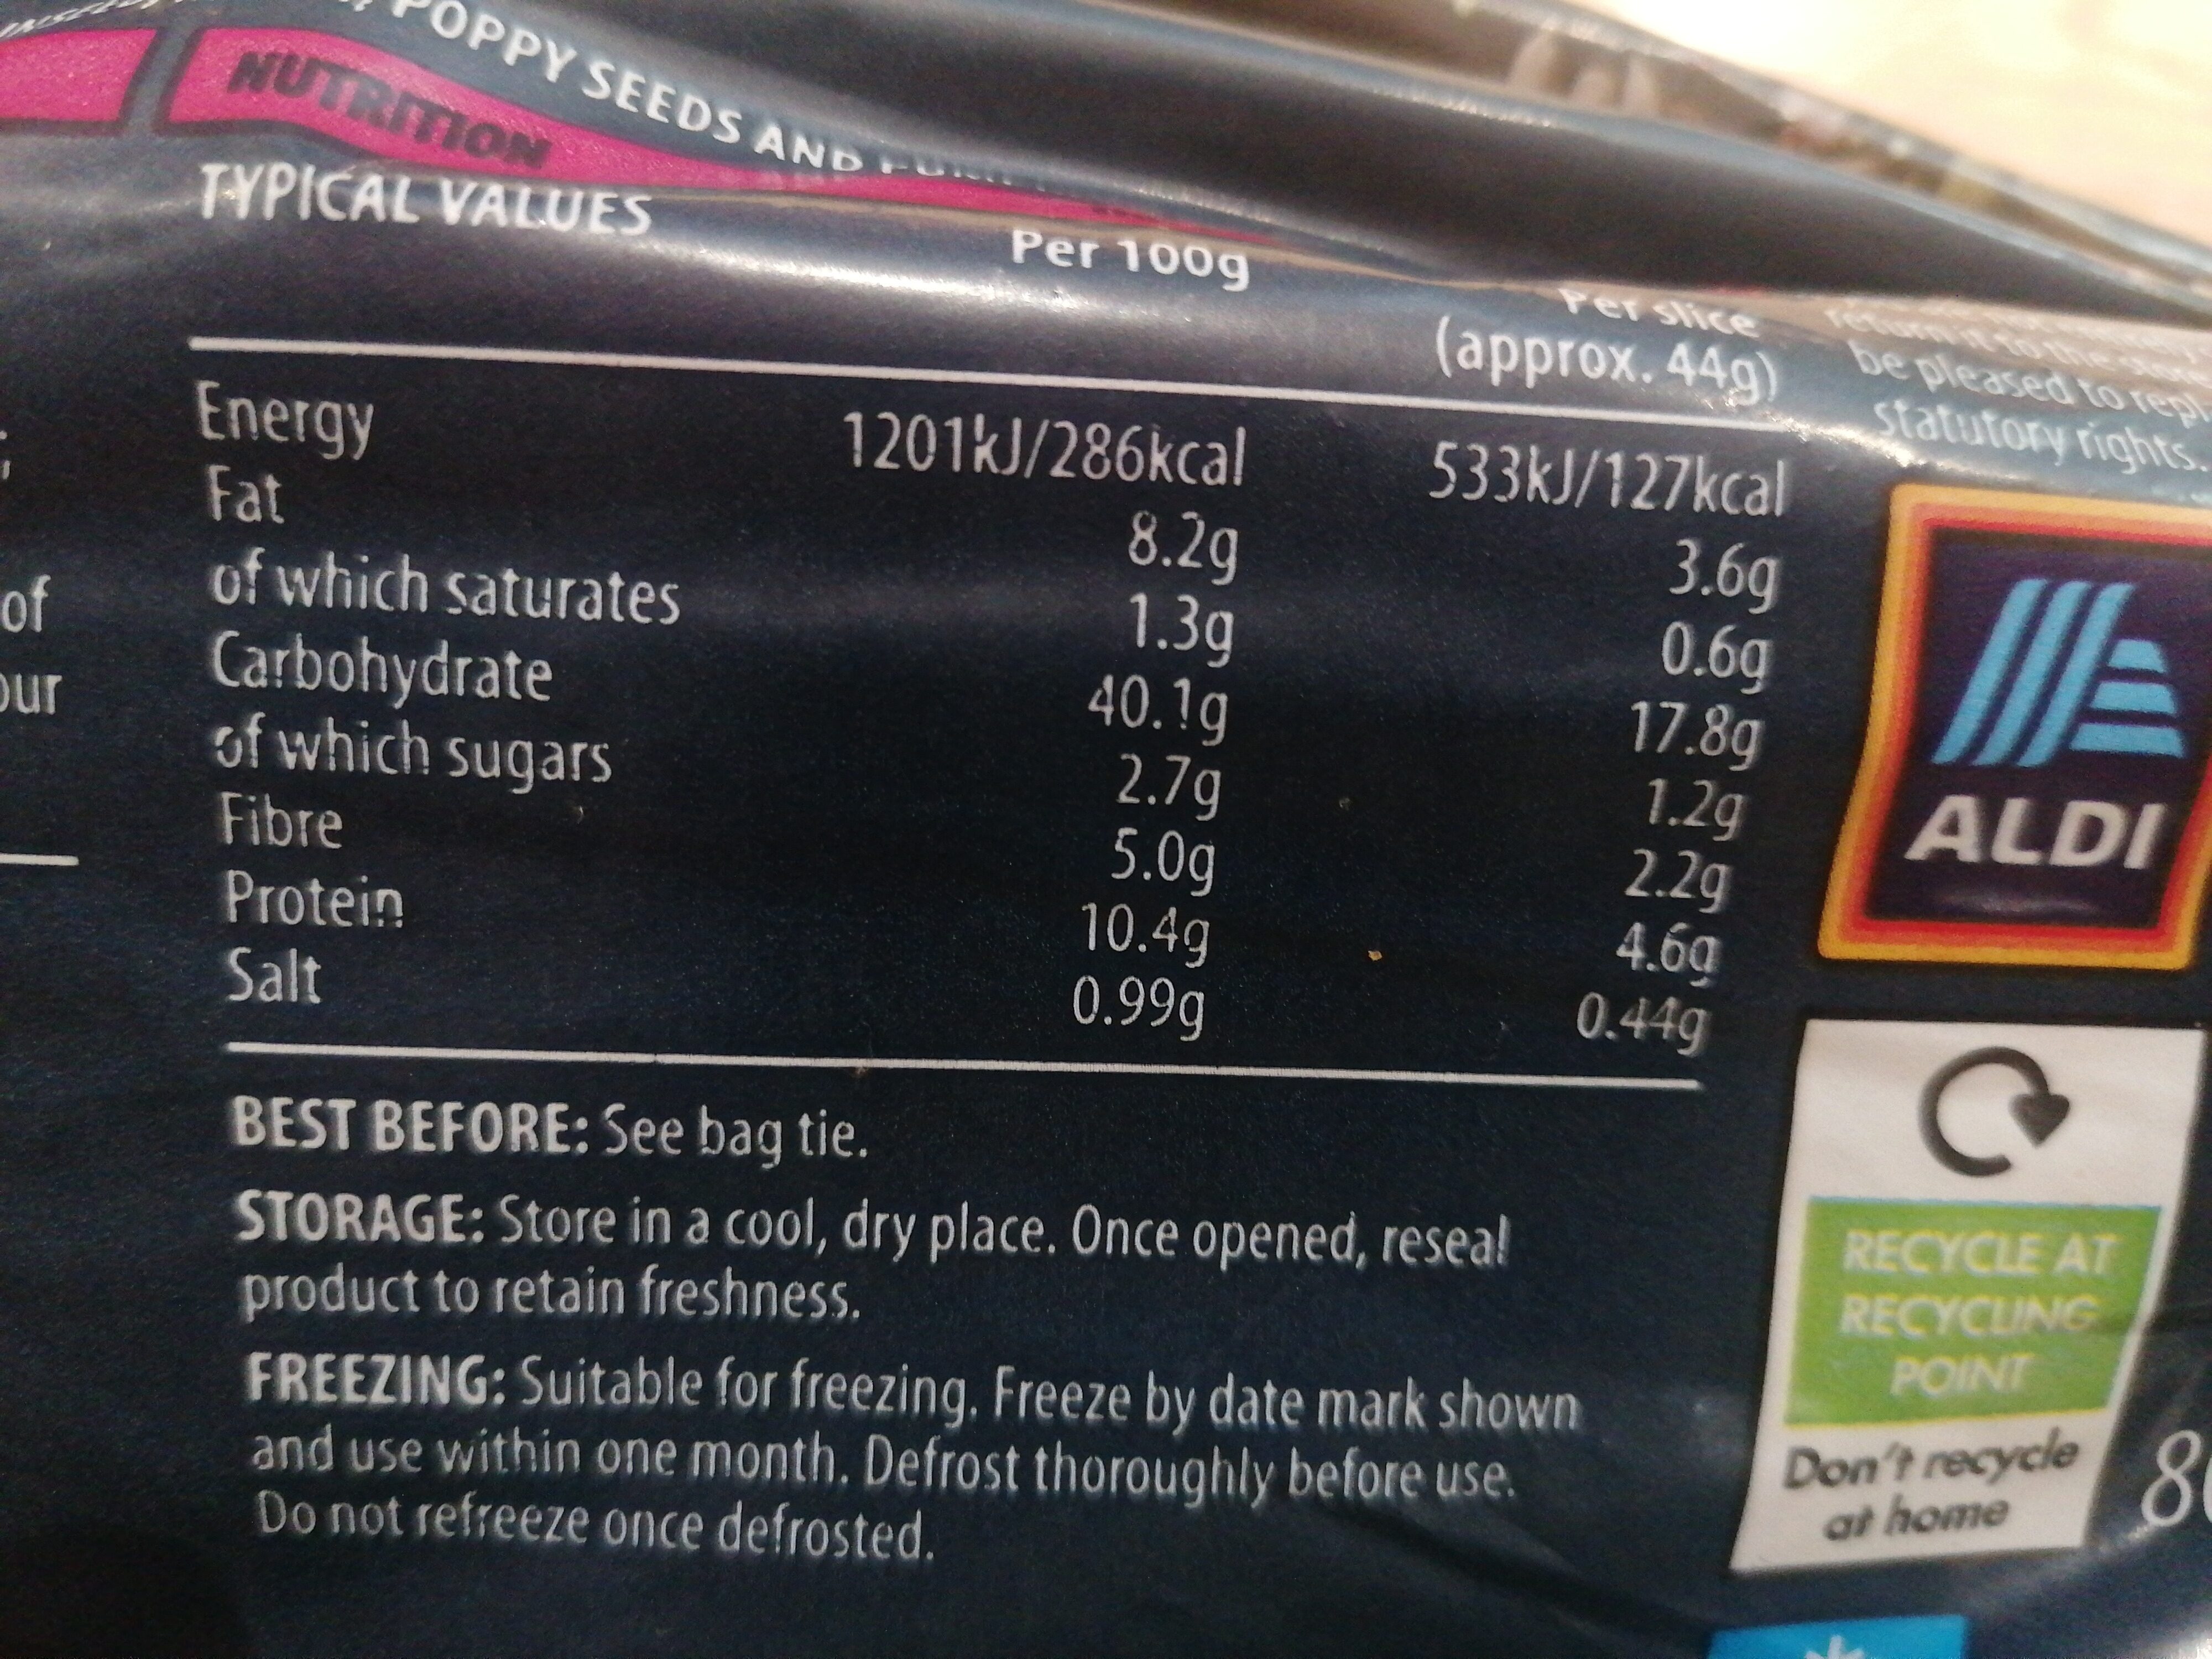 POPPY SEEDS AND
NUTRITION
TYPICAL VALUES
Per 100g
Per slice
(approx. 44g)
Energy 1201kJ/286kcal 533kJ/127kcal
Fat 8.2g 3.6g
of which saturates 1.3g 0.6g
Carbohydrate 40.1g 17.8g
of which sugars 2.7g 1.2g
Fibre 5.0g 2.2g
Protein 10.4g 4.6g
Salt 0.99g 0.44g
BEST BEFORE: See bag tie.
STORAGE: Store in a cool, dry place. Once opened, reseal
product to retain freshness.
FREEZING: Suitable for freezing. Freeze by date mark shown
and use within one month. Defrost thoroughly before use.
Do not refreeze once defrosted.
of
return it to the store
be pleased to
statutory rights.
ALDI
RECYCLE AT
RECYCLING
POINT
Don't recycle
at home